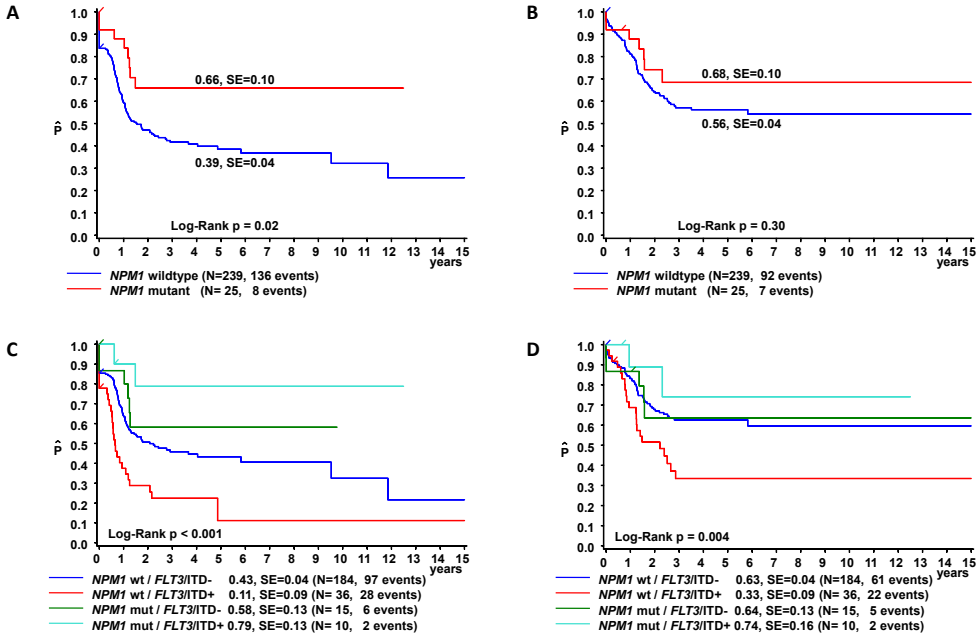 A
1.0
0.9
0.8
0.7
0.6
0.5
0.4
0.3
0.2
0.1
0.0
P̂
0.66, SE=0.10
0.39, SE=0.04
Log-Rank p = 0.02
0 1 2 3 4 5 6 7 8 9 10 11 12 13 14 15
years
NPM1 wildtype (N=239, 136 events)
NPM1 mutant (N= 25, 8 events)
B
1.0
0.9
0.8
0.7
0.6
0.5
0.4
0.3
0.2
0.1
0.0
P̂
0.68, SE=0.10
0.56, SE=0.04
Log-Rank p = 0.30
0 1 2 3 4 5 6 7 8 9 10 11 12 13 14 15
years
NPM1 wildtype (N=239, 92 events)
NPM1 mutant (N= 25, 7 events)
C
1.0
0.9
0.8
0.7
0.6
0.5
0.4
0.3
0.2
0.1
0.0
P̂
Log-Rank p < 0.001
0 1 2 3 4 5 6 7 8 9 10 11 12 13 14 15
years
NPM1 wt / FLT3/ITD- 0.43, SE=0.04 (N=184, 97 events)
NPM1 wt / FLT3/ITD+ 0.11, SE=0.09 (N= 36, 28 events)
NPM1 mut / FLT3/ITD- 0.58, SE=0.13 (N= 15, 6 events)
NPM1 mut / FLT3/ITD+ 0.79, SE=0.13 (N= 10, 2 events)
D
1.0
0.9
0.8
0.7
0.6
0.5
0.4
0.3
0.2
0.1
0.0
P̂
Log-Rank p = 0.004
0 1 2 3 4 5 6 7 8 9 10 11 12 13 14 15
years
NPM1 wt / FLT3/ITD- 0.63, SE=0.04 (N=184, 61 events)
NPM1 wt / FLT3/ITD+ 0.33, SE=0.09 (N= 36, 22 events)
NPM1 mut / FLT3/ITD- 0.64, SE=0.13 (N= 15, 5 events)
NPM1 mut / FLT3/ITD+ 0.74, SE=0.16 (N= 10, 2 events)